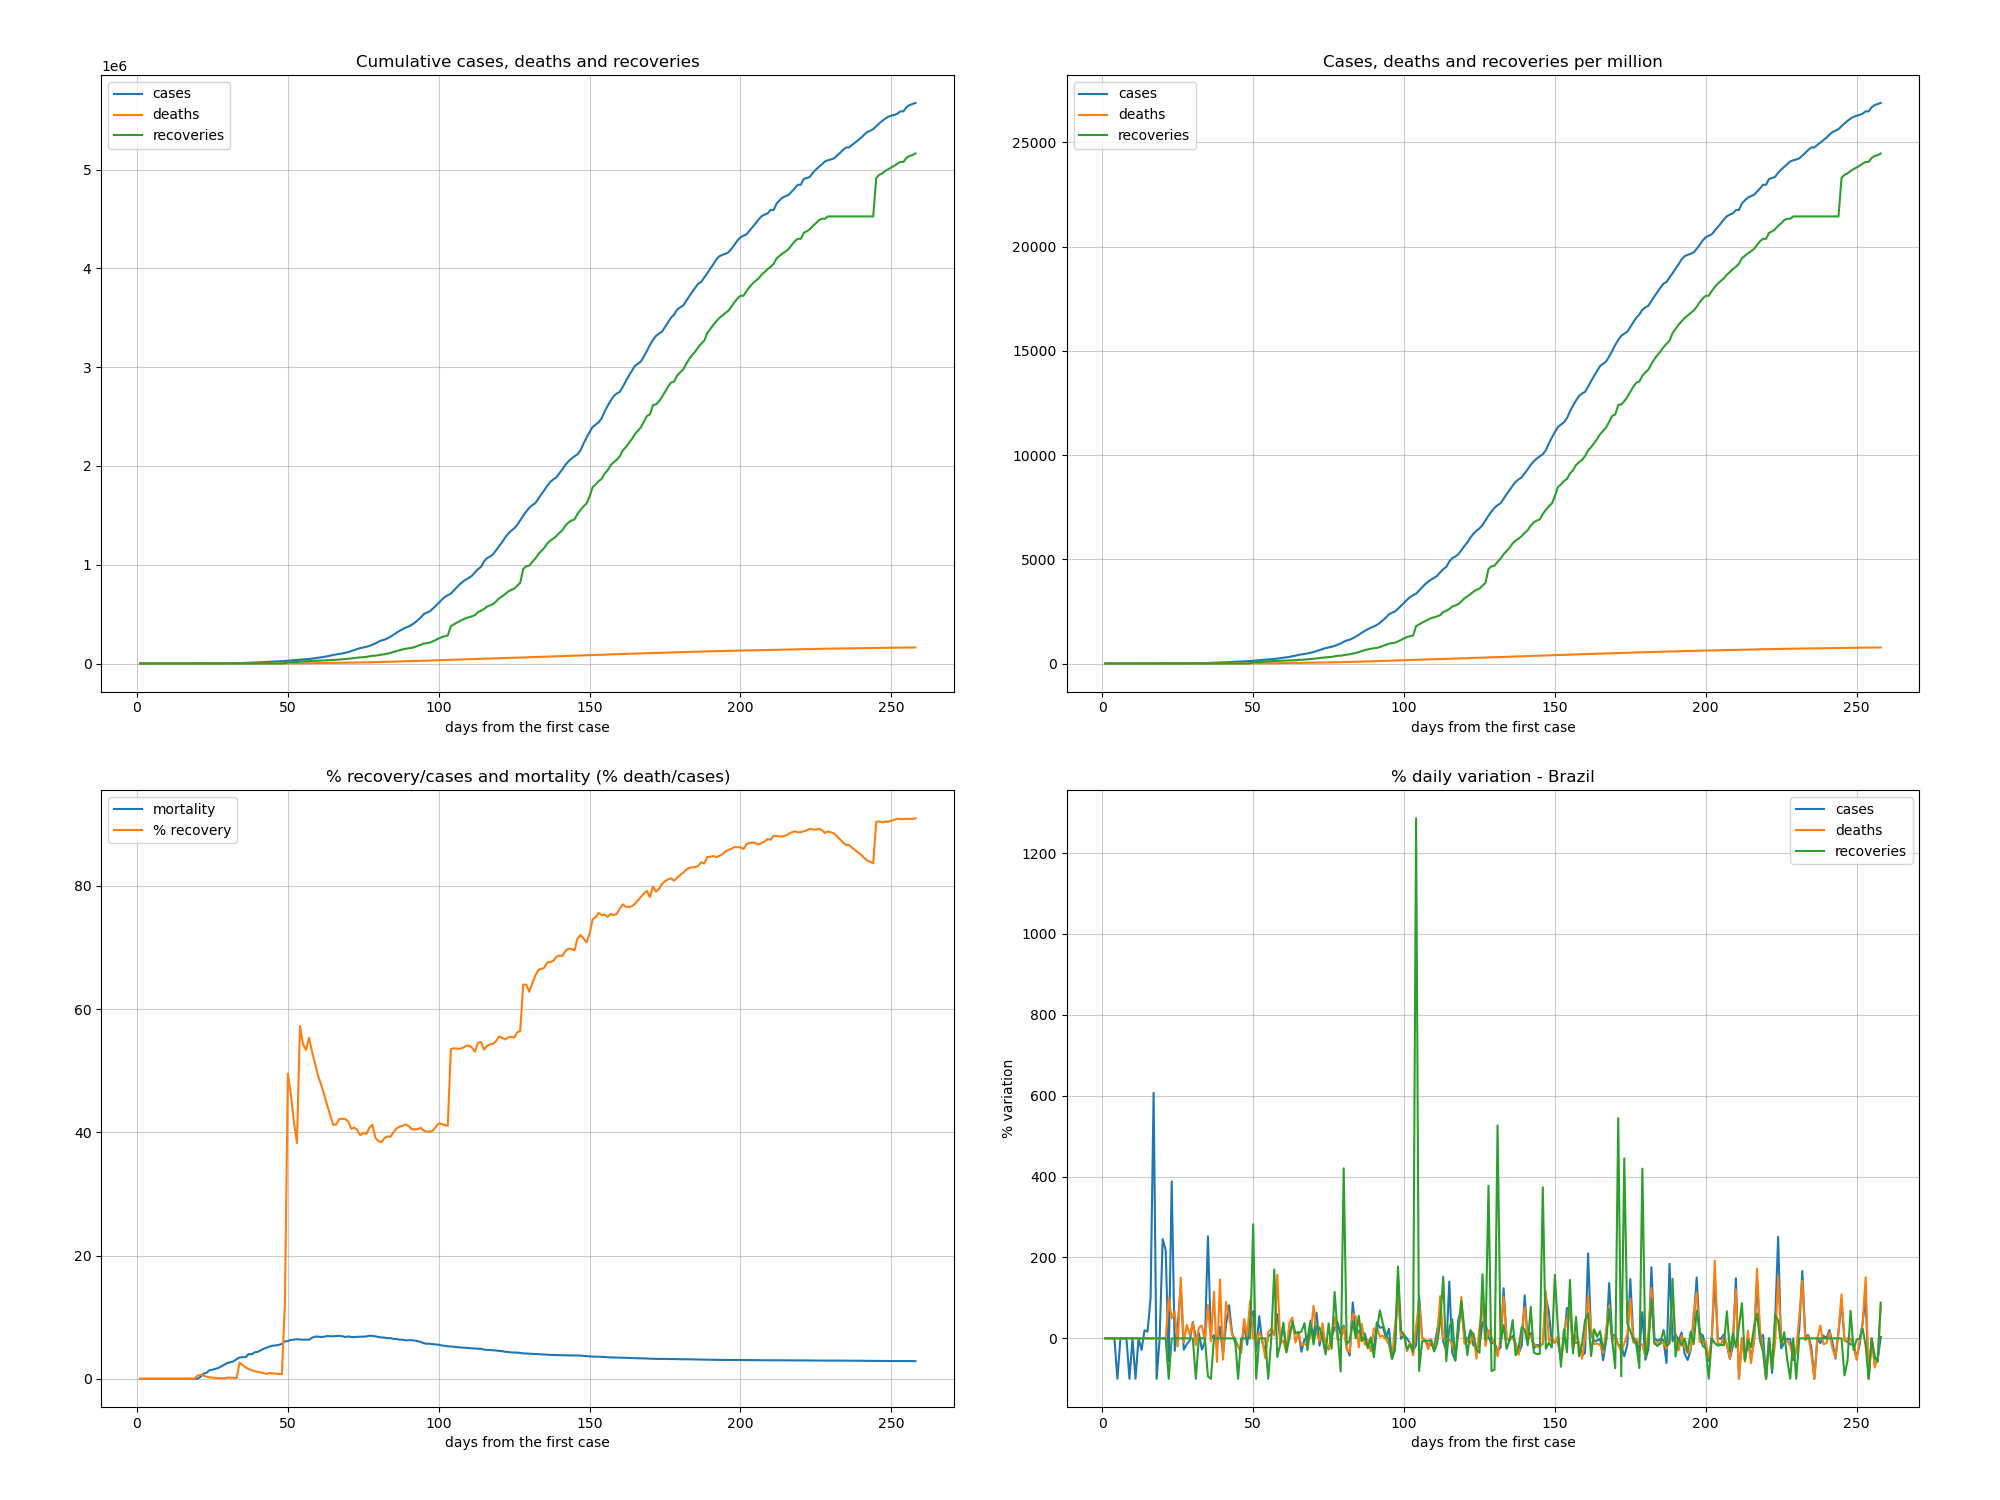 Cumulative cases, deaths and recoveries
1e6
cases
deaths
recoveries
5
4
3
2
1
0
0 50 100 150 200 250
days from the first case
Cases, deaths and recoveries per million
cases
deaths
recoveries
25000
20000
15000
10000
5000
0
0 50 100 150 200 250
days from the first case
% recovery/cases and mortality (% death/cases)
mortality
% recovery
80
60
40
20
0
0 50 100 150 200 250
days from the first case
% daily variation - Brazil
cases
deaths
recoveries
% variation
1200
1000
800
600
400
200
0
0 50 100 150 200 250
days from the first case